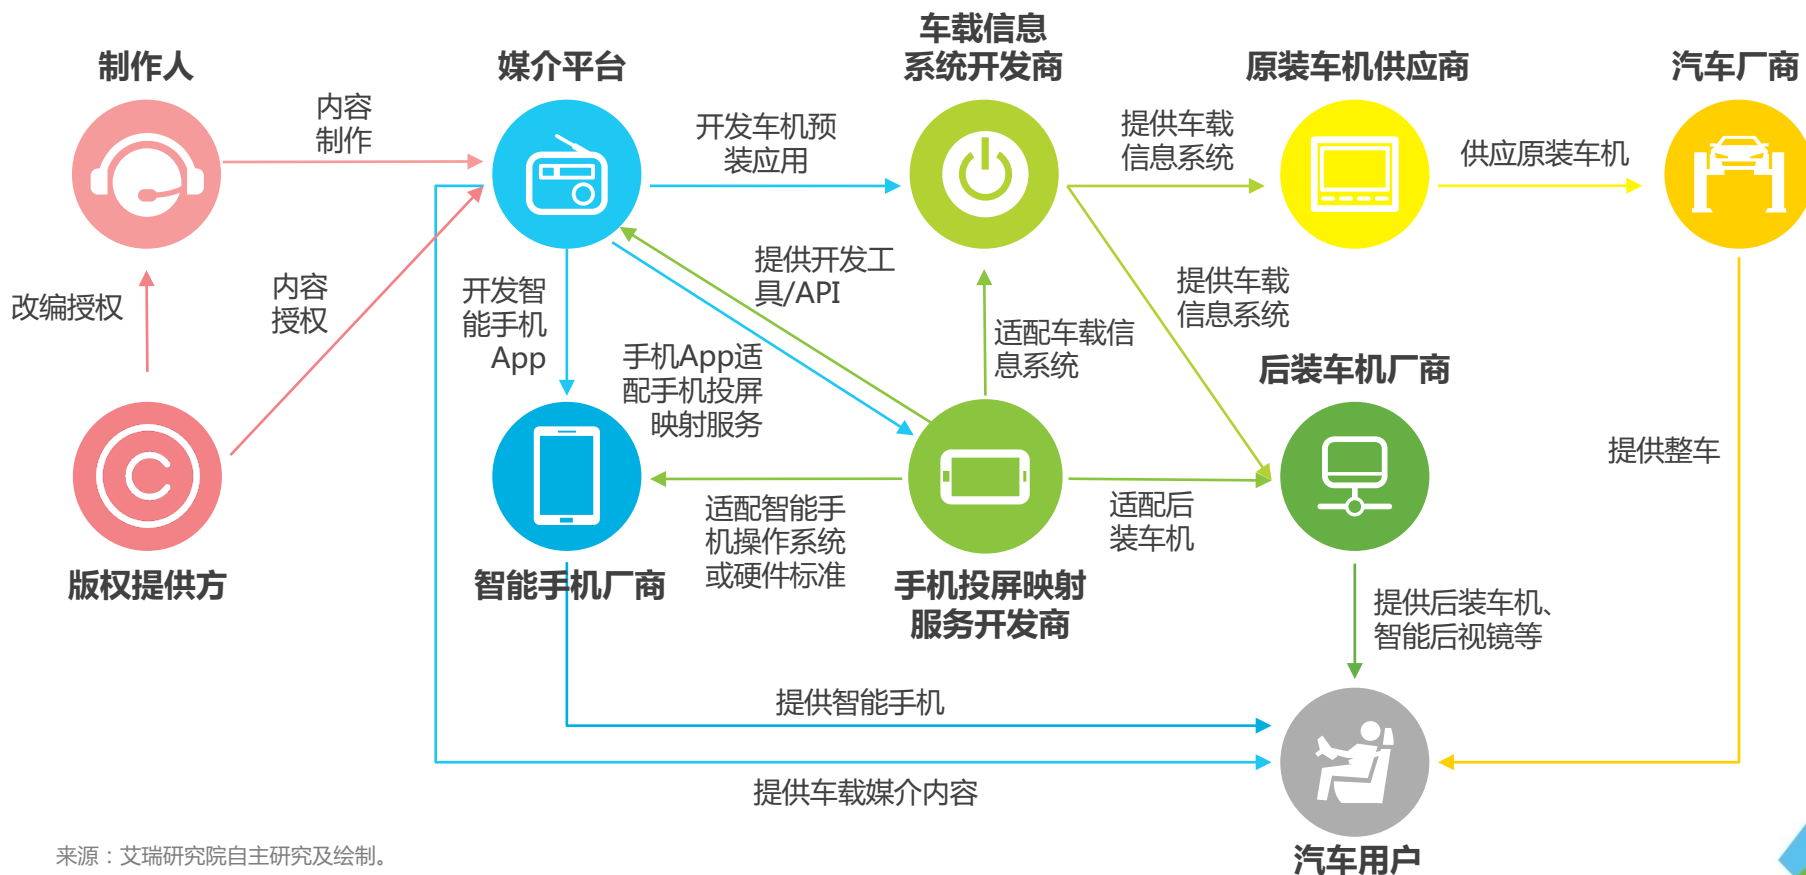 制作人
媒介平台
车载信息
系统开发商
原装车机供应商
汽车厂商
内容
制作
开发车机预
装应用
提供车载
信息系统
供应原装车机
改编授权
内容
授权
开发智
能手机
App
提供开发工
具/API
手机App适
配手机投屏
映射服务
适配车载信
息系统
提供车载
信息系统
后装车机厂商
提供整车
适配智能手
机操作系统
或硬件标准
适配后
装车机
版权提供方
智能手机厂商
手机投屏映射
服务开发商
提供后装车机、
智能后视镜等
提供智能手机
提供车载媒介内容
汽车用户
来源：艾瑞研究院自主研究及绘制。